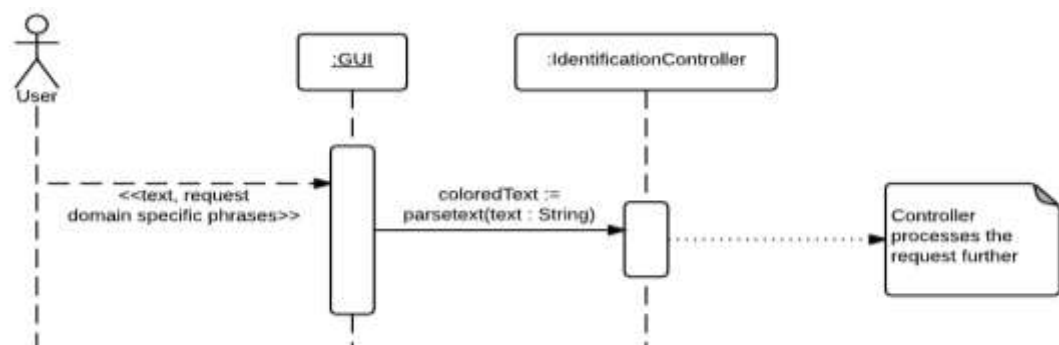 User
:GUI
:IdentificationController
<<text, request
domain specific phrases>>
coloredText :=
parsetext(text : String)
Controller
processes the
request further